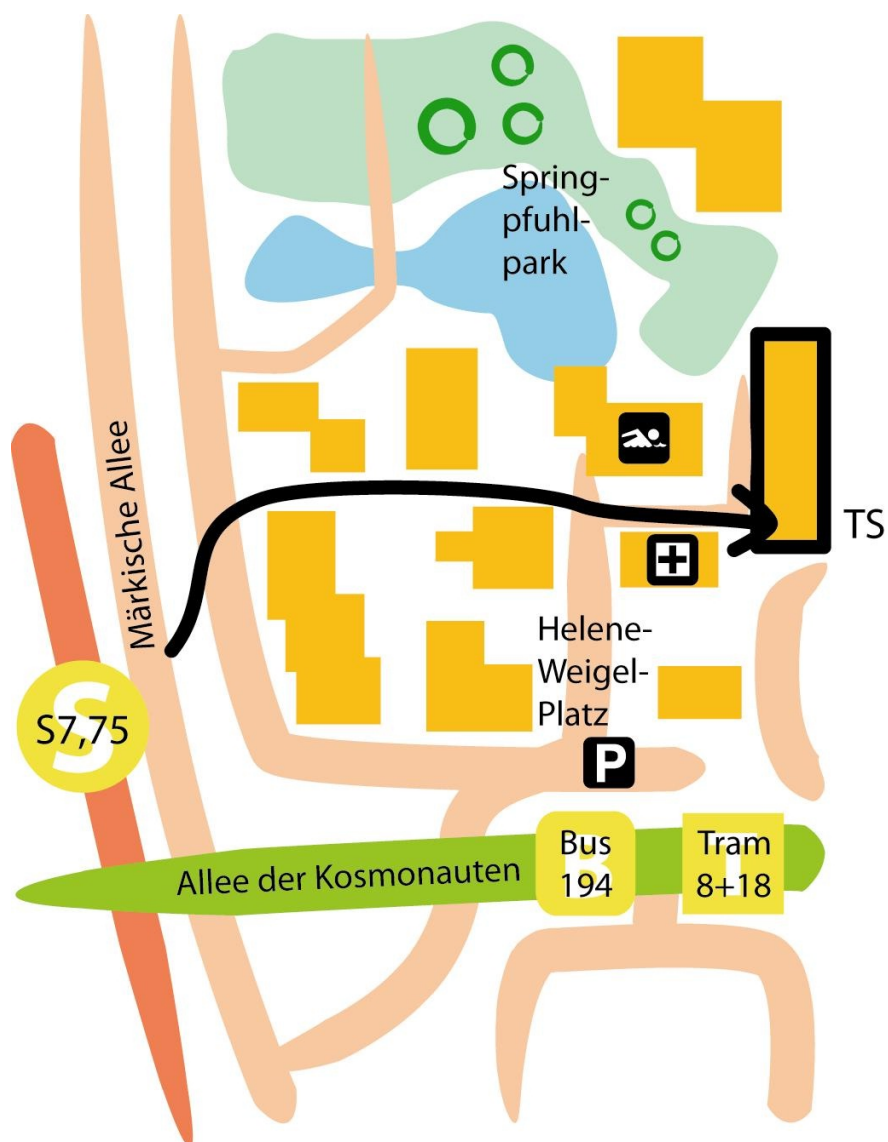 Spring-
pfuhl-
park
Märkische Allee
TS
Helene-
Weigel-
Platz
S
S7,75
P
B
Bus
194
T
Tram
8+18
Allee der Kosmonauten